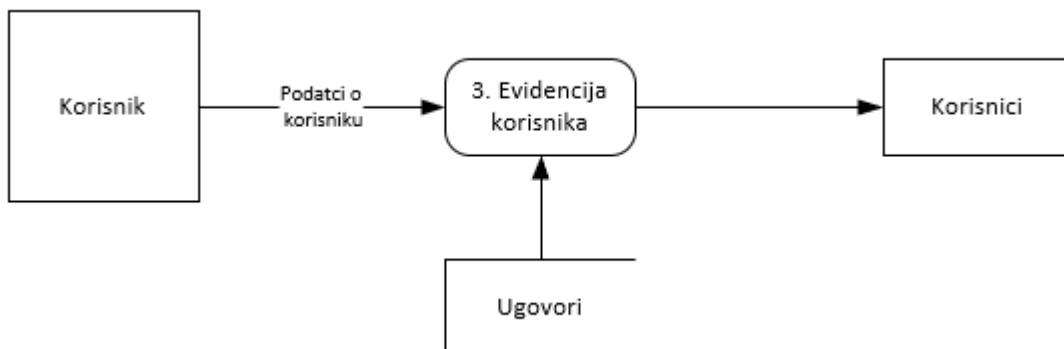 Korisnik
Podatci o
korisniku
3. Evidencija
korisnika
Korisnici
Ugovori